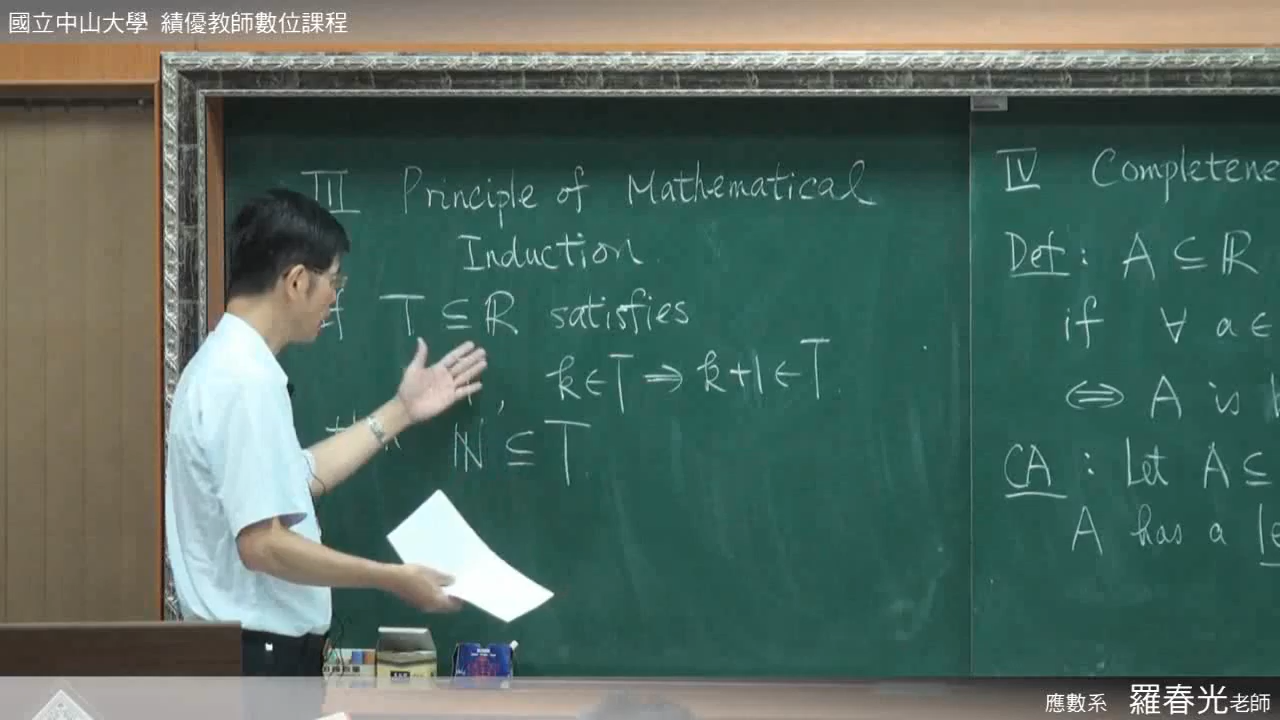 國立中山大學 績優教師數位課程
III Principle of Mathematical
Induction
If T ⊆ ℝ satisfies
, k ∈ T ⇒ k+1 ∈ T.
ℕ ⊆ T.
IV
Def : A ⊆ ℝ
if ∀ a ∈
⇔ A is
CA : Let A ⊆
A has a
應數系 羅春光老師